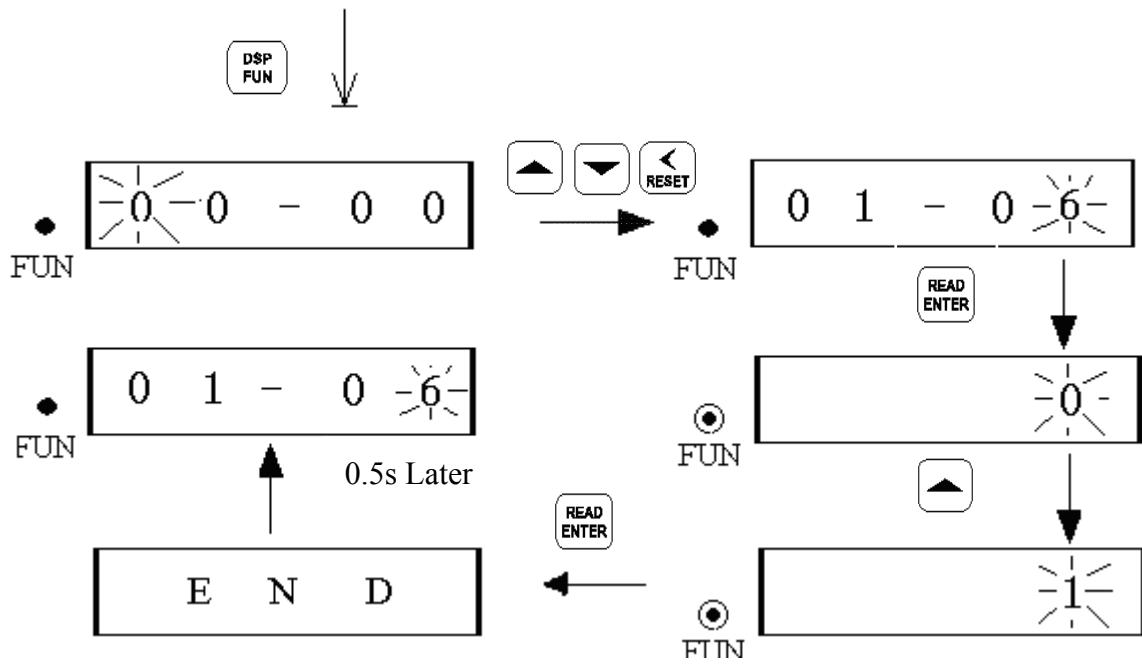 DSP
FUN
0 0 - 0 0
FUN
<
RESET
0 1 - 0 6
FUN
READ
ENTER
0
FUN
1
FUN
READ
ENTER
E N D
0.5s Later
0 1 - 0 6
FUN